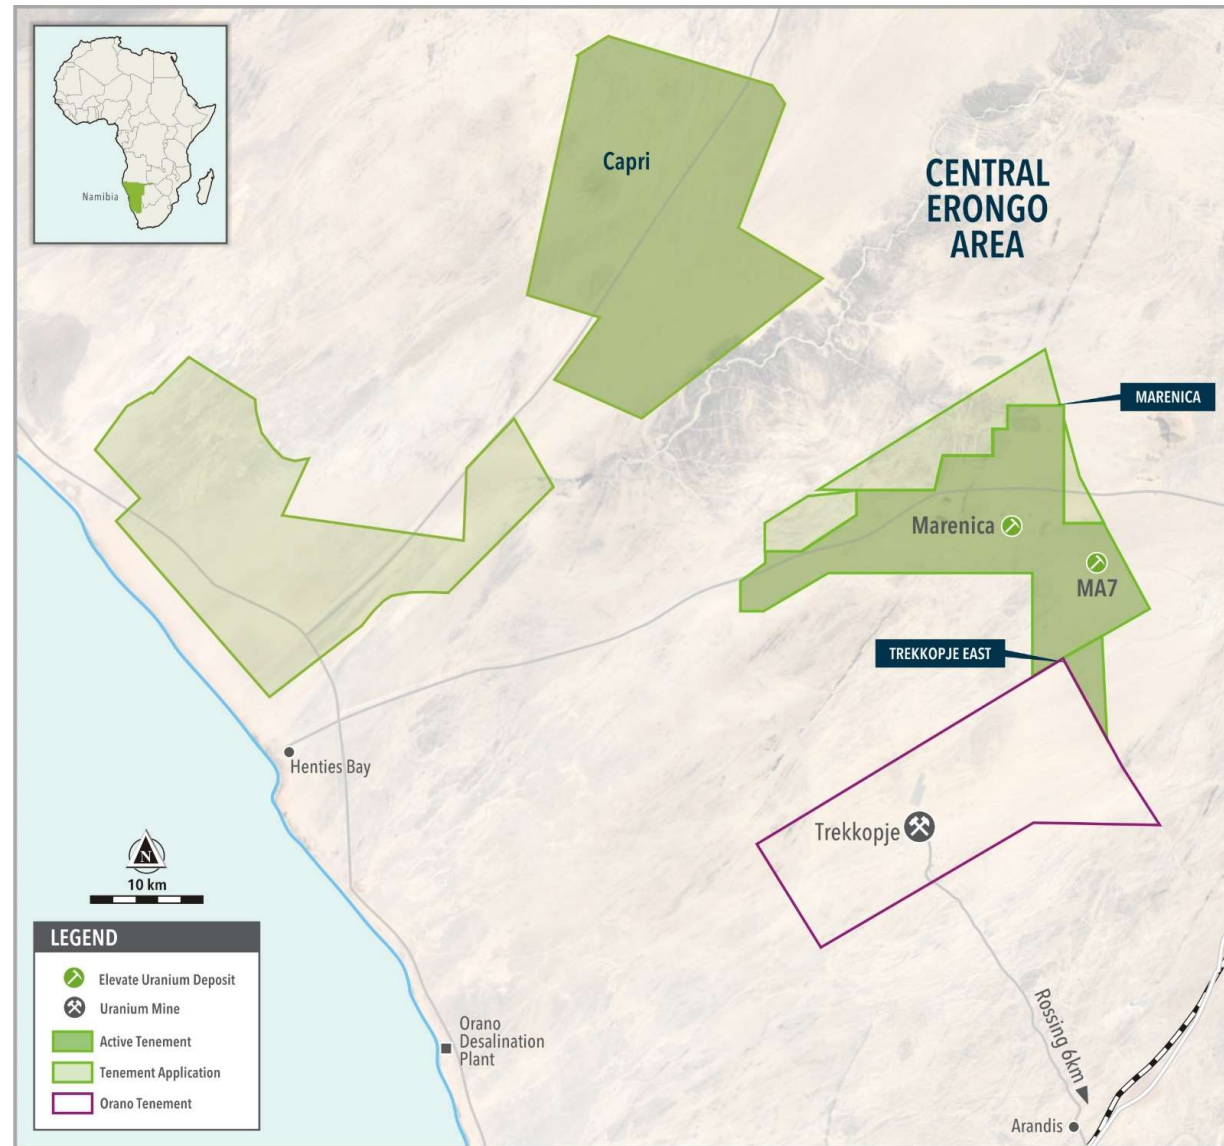 Namibia
Capri
CENTRAL
ERONGO
AREA
MARENICA
Marenica
MA7
TREKKOPJE EAST
Henties Bay
Trekkopje
N
10 km
LEGEND
Elevate Uranium Deposit
Uranium Mine
Active Tenement
Tenement Application
Orano Tenement
Orano
Desalination
Plant
Rossing 6km
Arandis